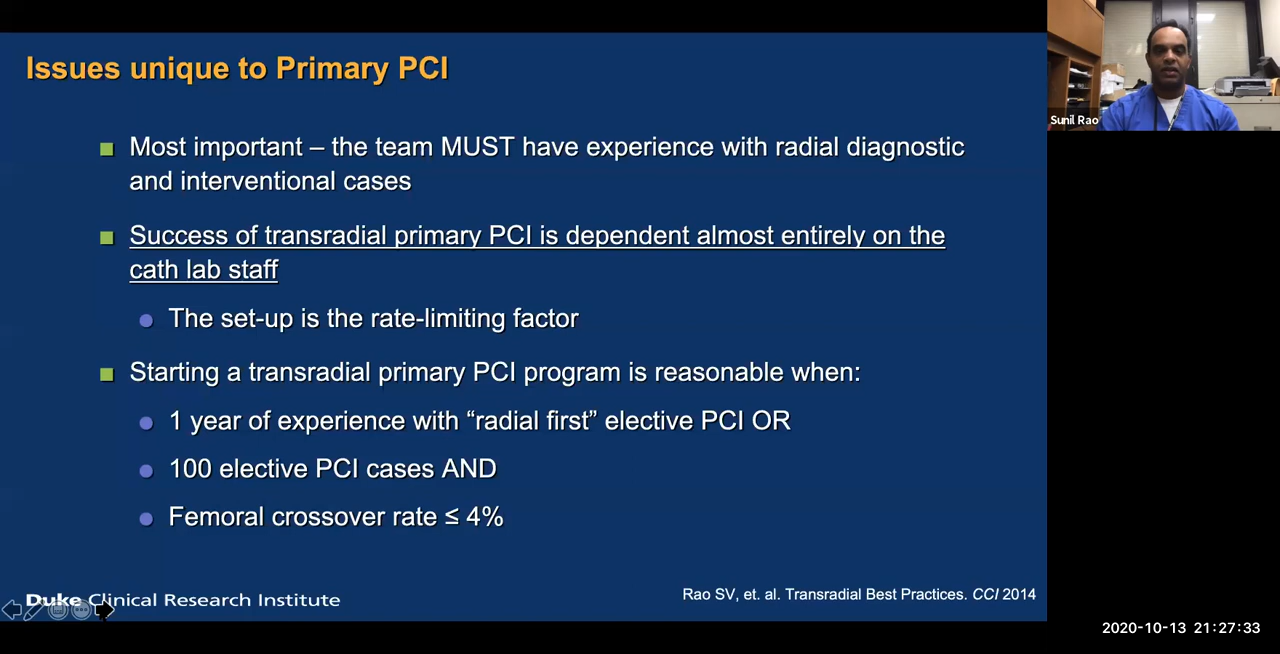 Issues unique to Primary PCI
Most important – the team MUST have experience with radial diagnostic
and interventional cases
Success of transradial primary PCI is dependent almost entirely on the
cath lab staff
The set-up is the rate-limiting factor
Starting a transradial primary PCI program is reasonable when:
1 year of experience with “radial first” elective PCI OR
100 elective PCI cases AND
Femoral crossover rate ≤ 4%
Duke Clinical Research Institute
Rao SV, et. al. Transradial Best Practices. CCI 2014
Sunil Rao
2020-10-13 21:27:33